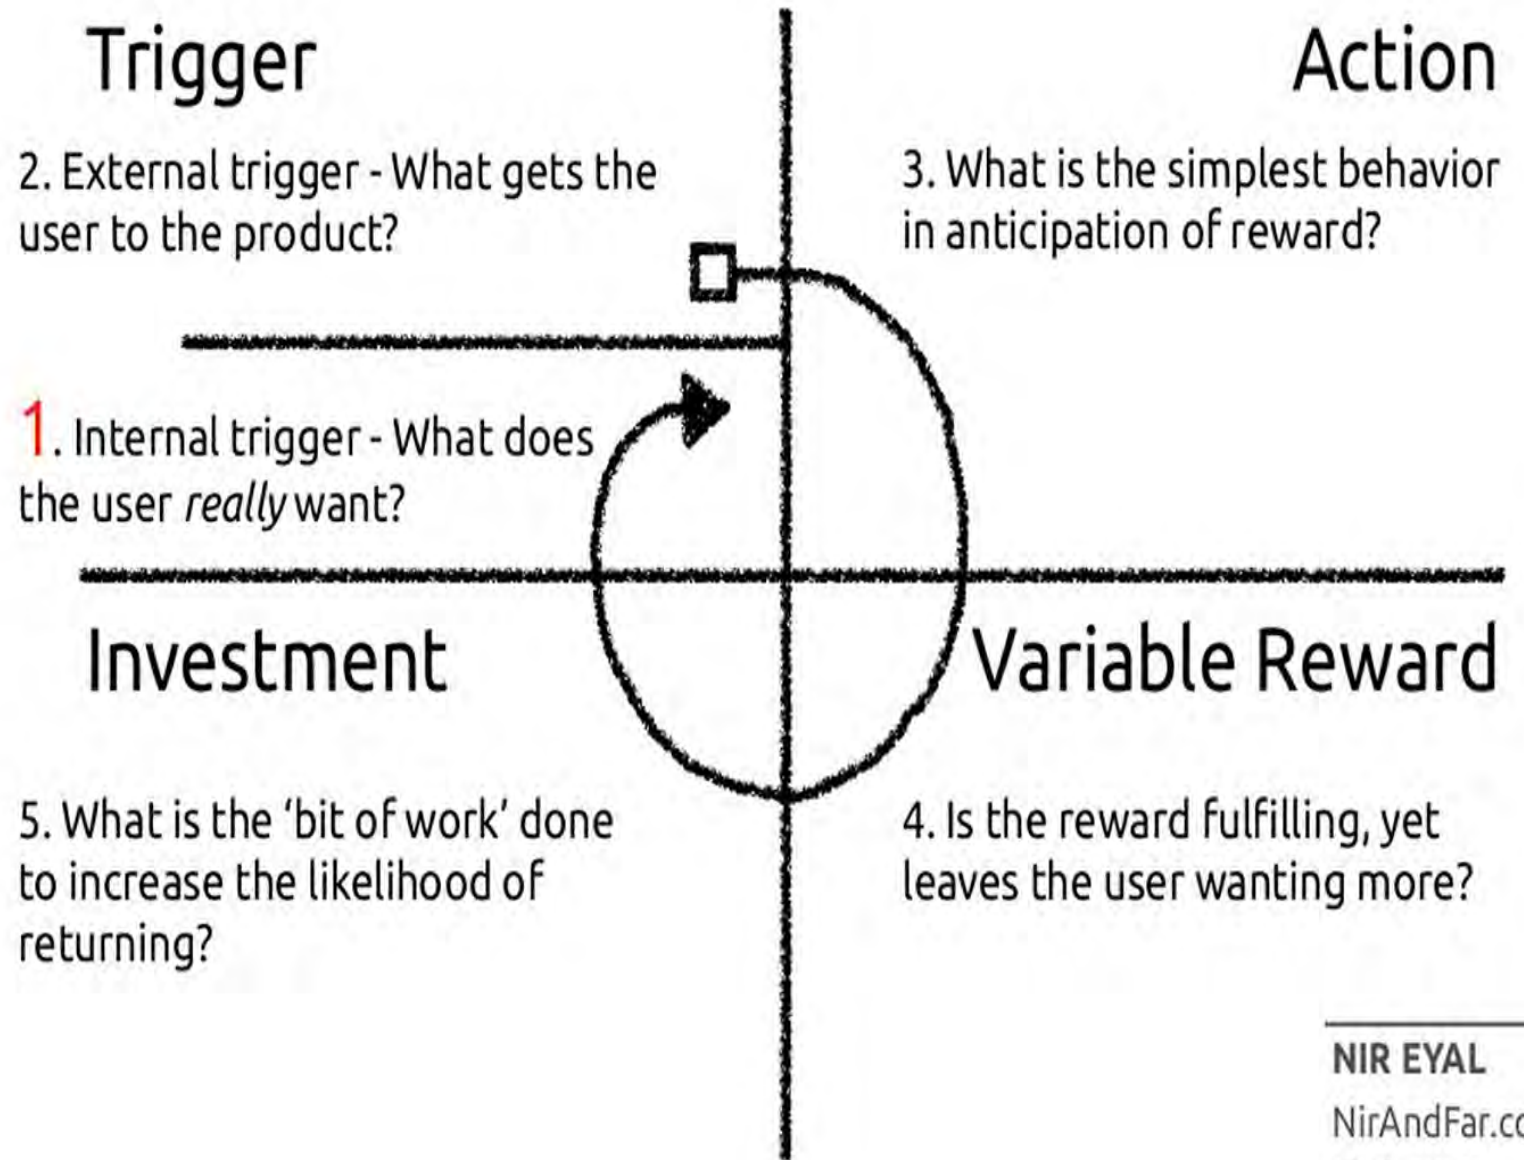 Trigger
2. External trigger - What gets the
user to the product?
1. Internal trigger - What does
the user really want?
Action
3. What is the simplest behavior
in anticipation of reward?
Investment
5. What is the ‘bit of work’ done
to increase the likelihood of
returning?
Variable Reward
4. Is the reward fulfilling, yet
leaves the user wanting more?
NIR EYAL
NirAndFar.co